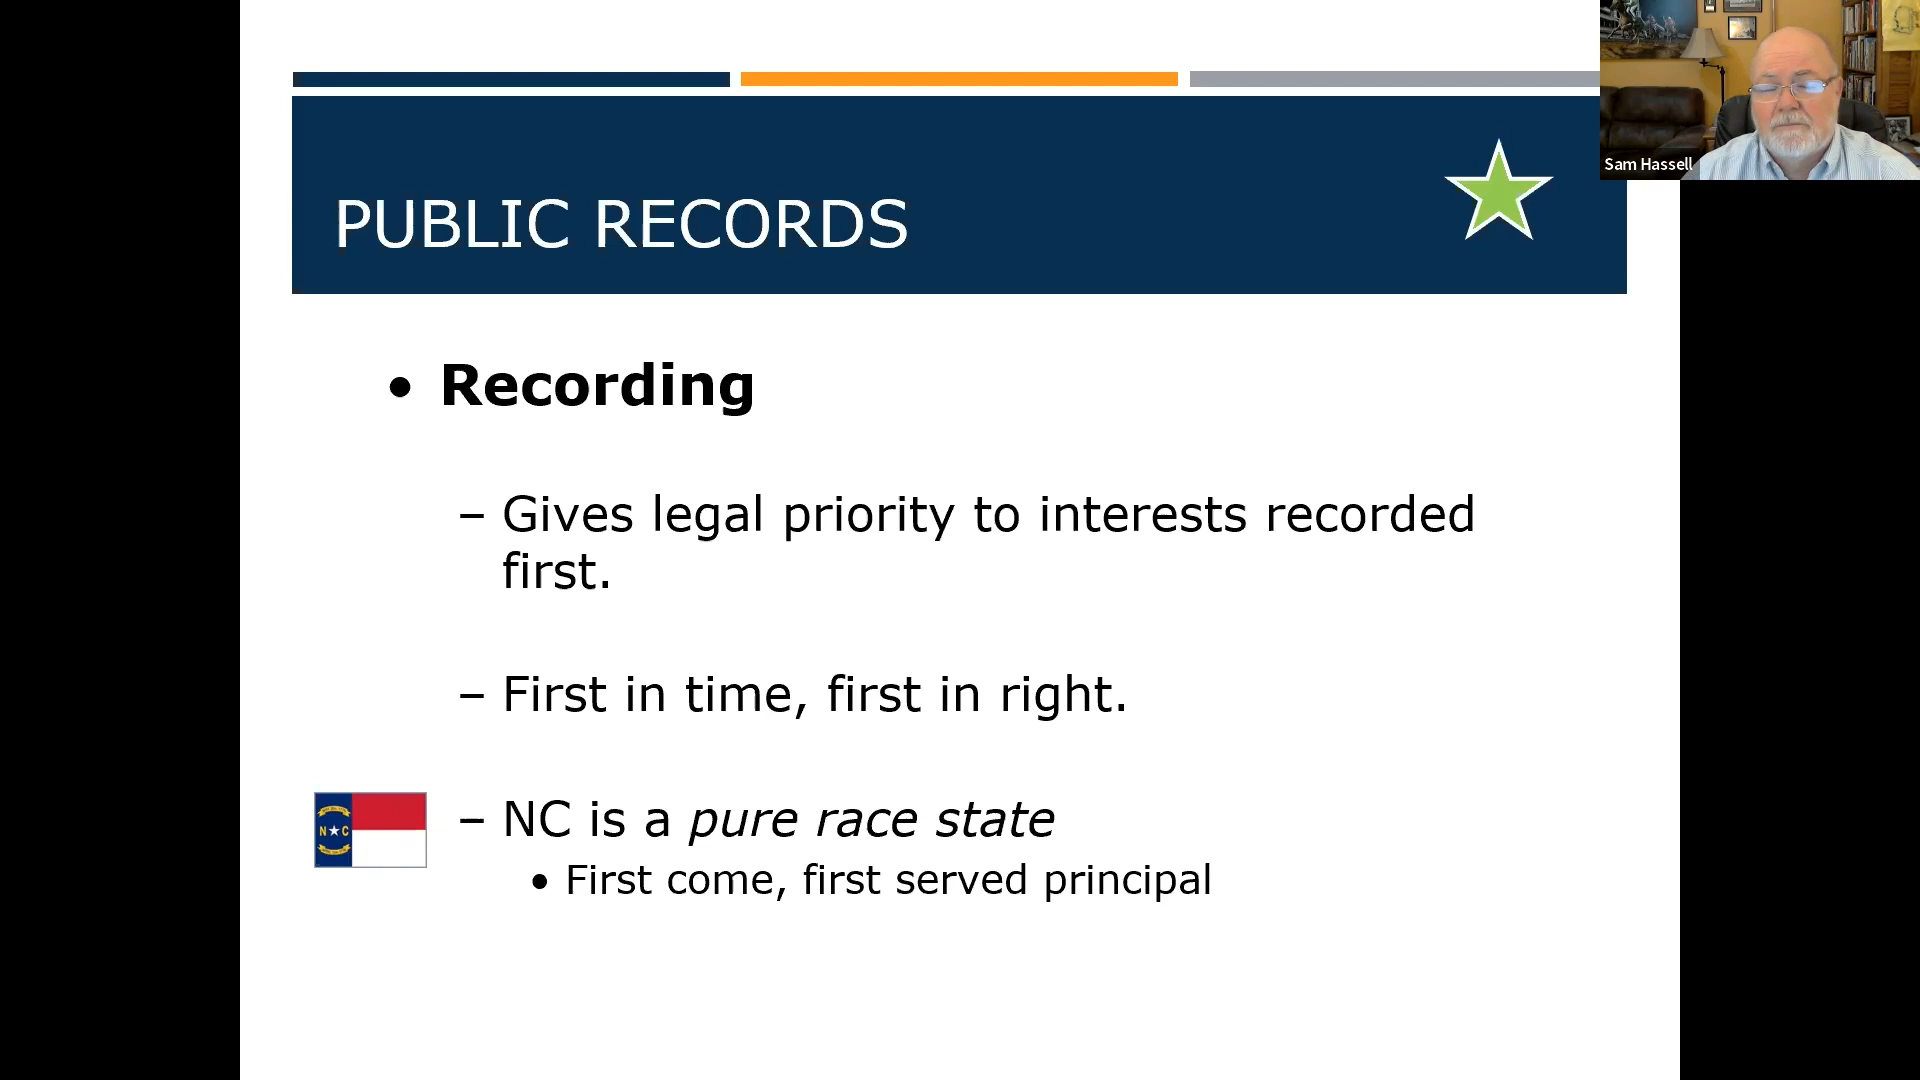 Sam Hassell
PUBLIC RECORDS
• Recording
– Gives legal priority to interests recorded
first.
– First in time, first in right.
N C
– NC is a pure race state
• First come, first served principal